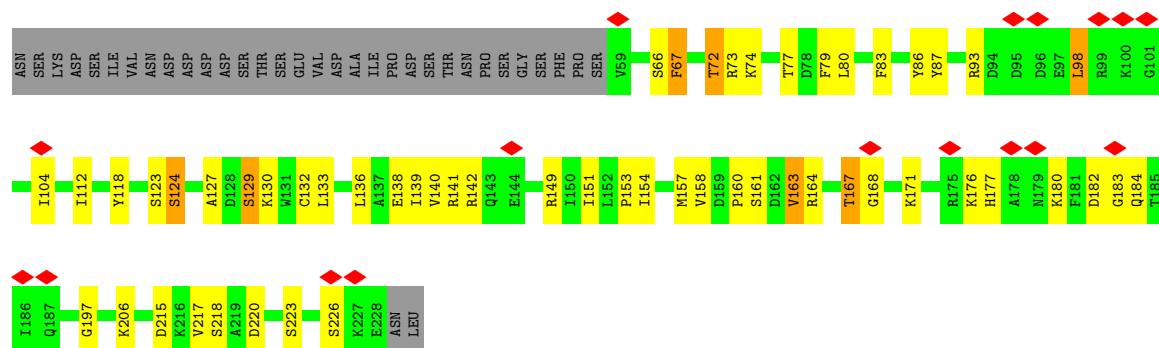 ASN SER LYS ASP SER ILE VAL ASN ASP ASP ASP ASP SER THR SER GLU VAL ASP ALA ILE PRO ASP SER THR ASN PRO SER GLY SER PHE PRO SER V59 S66 F67 T72 R73 K74 T77 D78 F79 L80 F83 Y86 Y87 R93 D94 D95 D96 E97 L98 R99 K100 G101
I104 I112 Y118 S123 S124 A127 D128 S129 K130 W131 C132 L133 L136 A137 E138 I139 V140 R141 R142 Q143 E144 R149 I150 I151 L152 P153 I154 M157 V158 D159 P160 S161 D162 V163 R164 T167 G168 K171 R175 K176 H177 A178 N179 K180 F181 D182 G183 Q184 T185
I186 Q187 G197 K206 D215 K216 V217 S218 A219 D220 S223 S226 K227 E228 ASN LEU